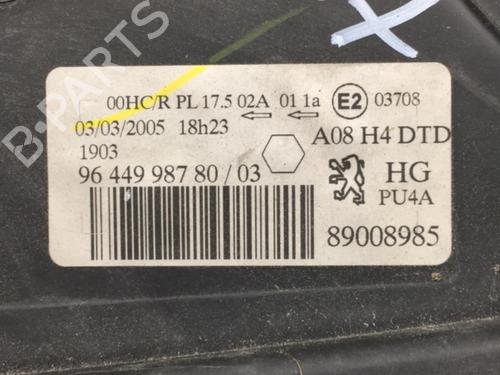 00HC/R PL 17.5 02A 01 1a E2 03708
03/03/2005 18h23
1903
A08 H4 DTD
96 449 987 80 / 03
HG
PU4A
89008985
B-PARTS